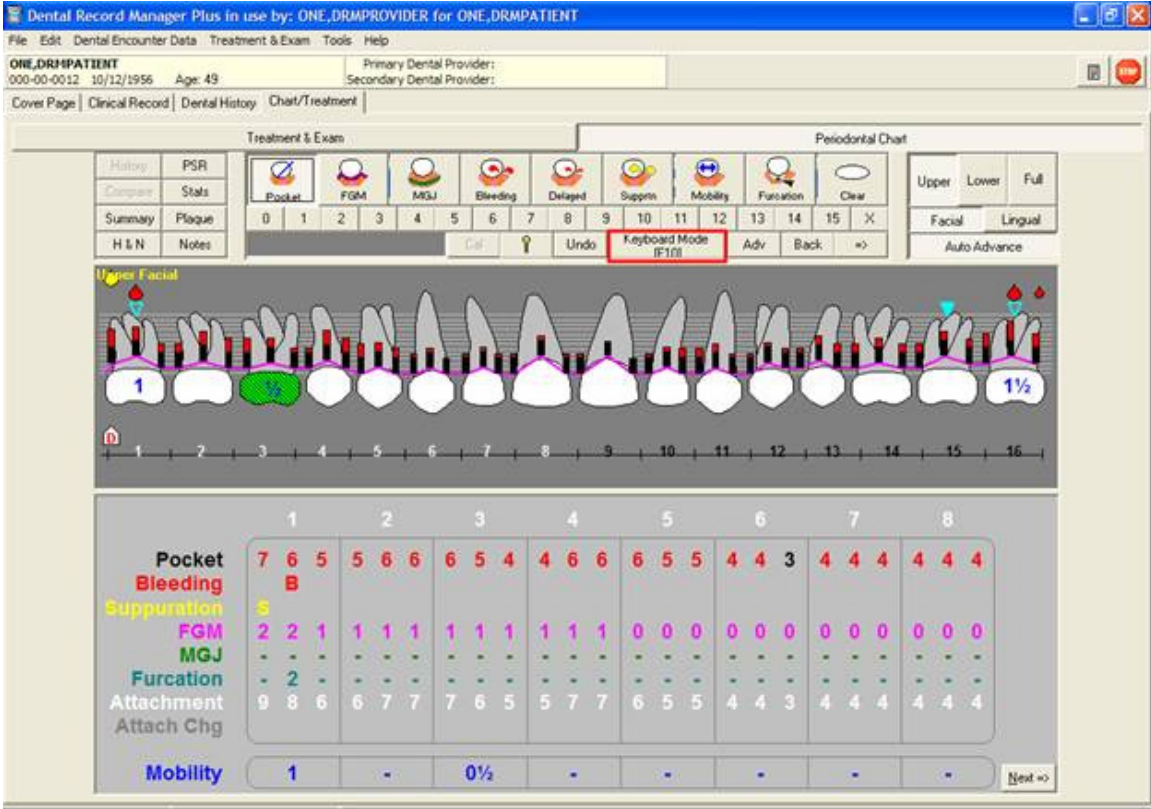 Dental Record Manager Plus in use by: ONE,DRMPROVIDER for ONE,DRMPATIENT
File Edit Dental Encounter Data Treatment & Exam Tools Help
ONE,DRMPATIENT Primary Dental Provider:
000-00-0012 10/12/1956 Age: 49 Secondary Dental Provider:
STOP
Cover Page Clinical Record Dental History Chart/Treatment
Treatment & Exam Periodontal Chart
History PSR
Compare Stats
Summary Plaque
H & N Notes
Pocket FGM MGJ Bleeding Delayed Supprtn Mobility Furcation Clear
0 1 2 3 4 5 6 7 8 9 10 11 12 13 14 15 X
Cal ? Undo Keyboard Mode [F10] Adv Back =>
Upper Lower Full
Facial Lingual
Auto Advance
Upper Facial
1 ½ 1½
D
1 2 3 4 5 6 7 8 9 10 11 12 13 14 15 16
1 2 3 4 5 6 7 8
Pocket 7 6 5 5 6 6 6 5 4 4 6 6 6 5 5 4 4 3 4 4 4 4 4 4
Bleeding B
Suppuration S
FGM 2 2 1 1 1 1 1 1 1 1 1 1 0 0 0 0 0 0 0 0 0 0 0 0
MGJ - - - - - - - - - - - - - - - - - - - - - - - -
Furcation - 2 - - - - - - - - - - - - - - - - - - - - - -
Attachment 9 8 6 6 7 7 7 6 5 5 7 7 6 5 5 4 4 3 4 4 4 4 4 4
Attach Chg
Mobility 1 - 0½ - - - - -
Next =>